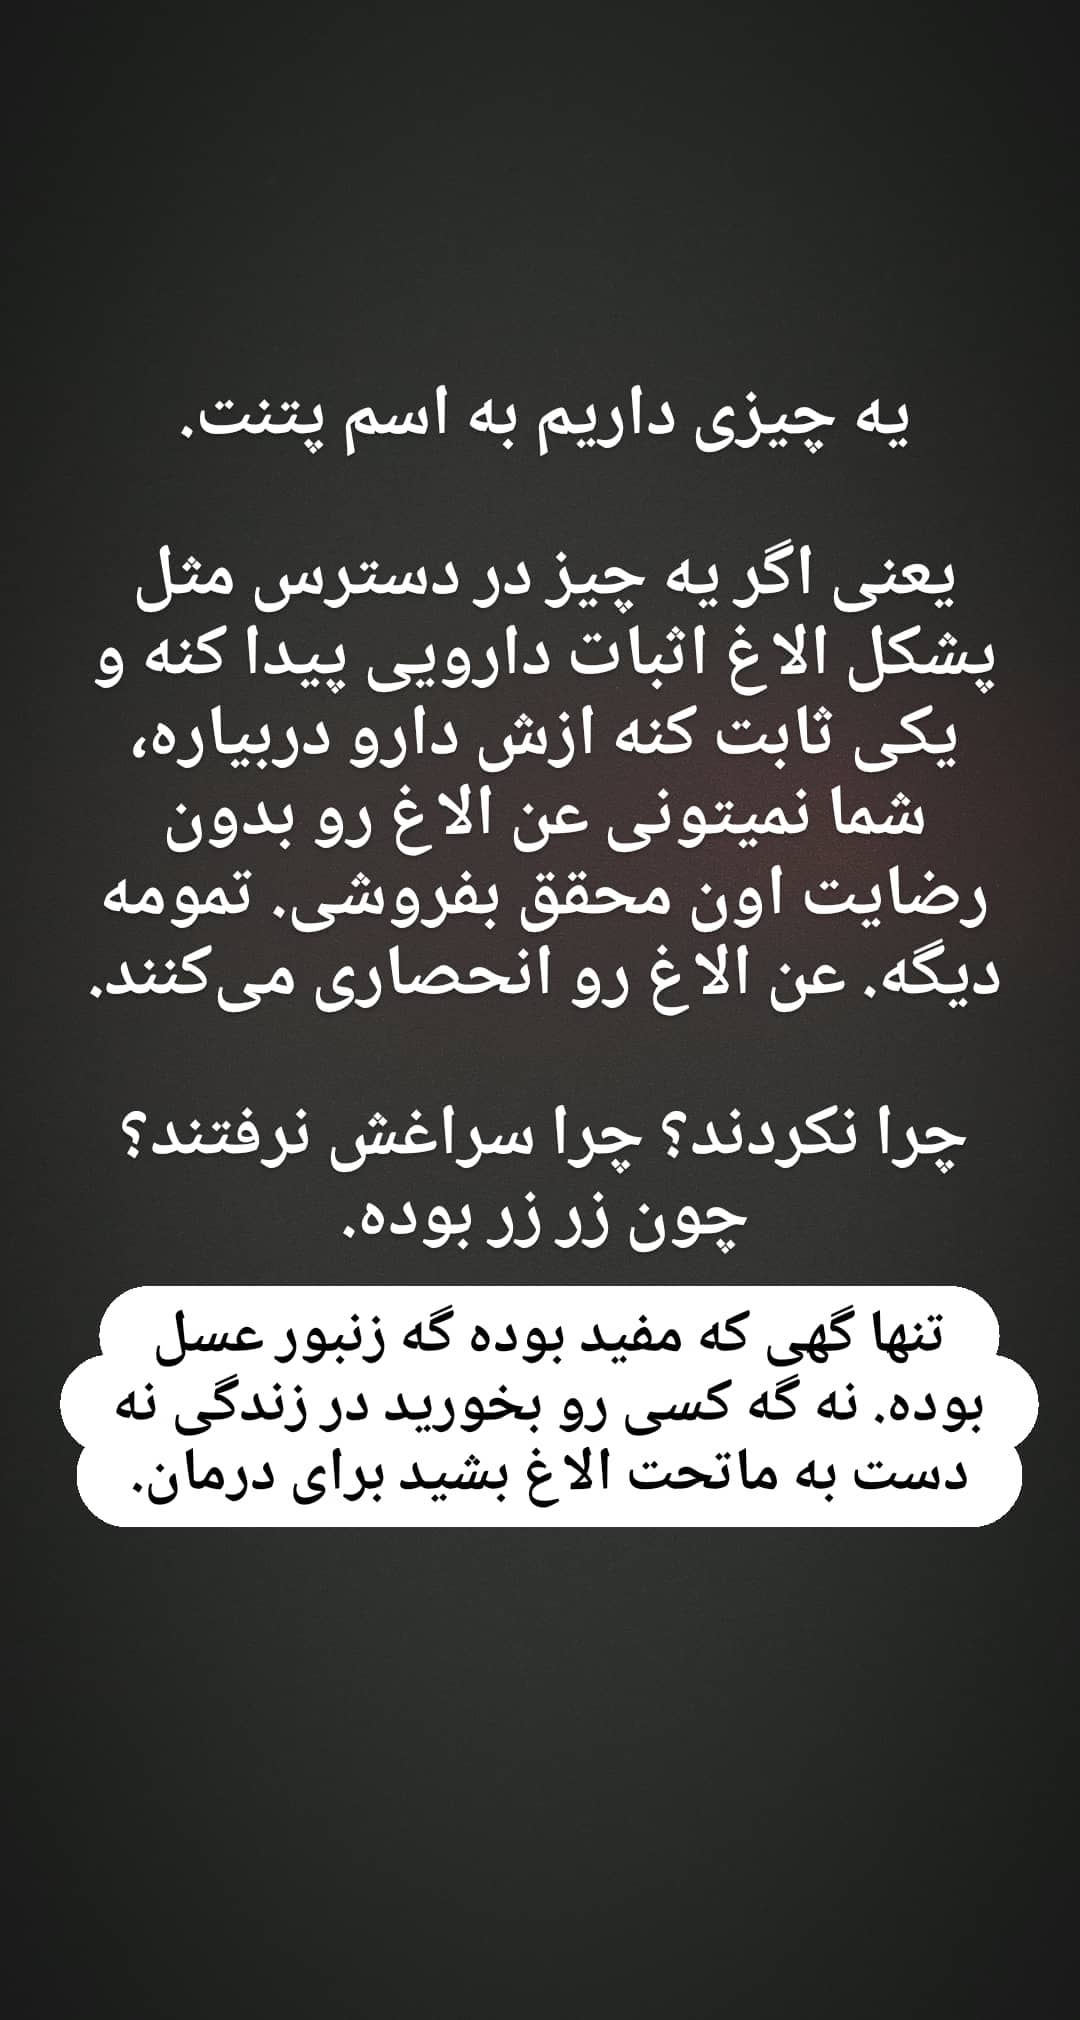 یه چیزی داریم به اسم پتنت.
یعنی اگر یه چیز در دسترس مثل
پشکل الاغ اثبات دارویی پیدا کنه و
یکی ثابت کنه ازش دارو دربیاره،
شما نمیتونی عن الاغ رو بدون
رضایت اون محقق بفروشی. تمومه
دیگه. عن الاغ رو انحصاری می‌کنند.
چرا نکردند؟ چرا سراغش نرفتند؟
چون زر زر بوده.
تنها گهی که مفید بوده گه زنبور عسل
بوده. نه گه کسی رو بخورید در زندگی نه
دست به ماتحت الاغ بشید برای درمان.